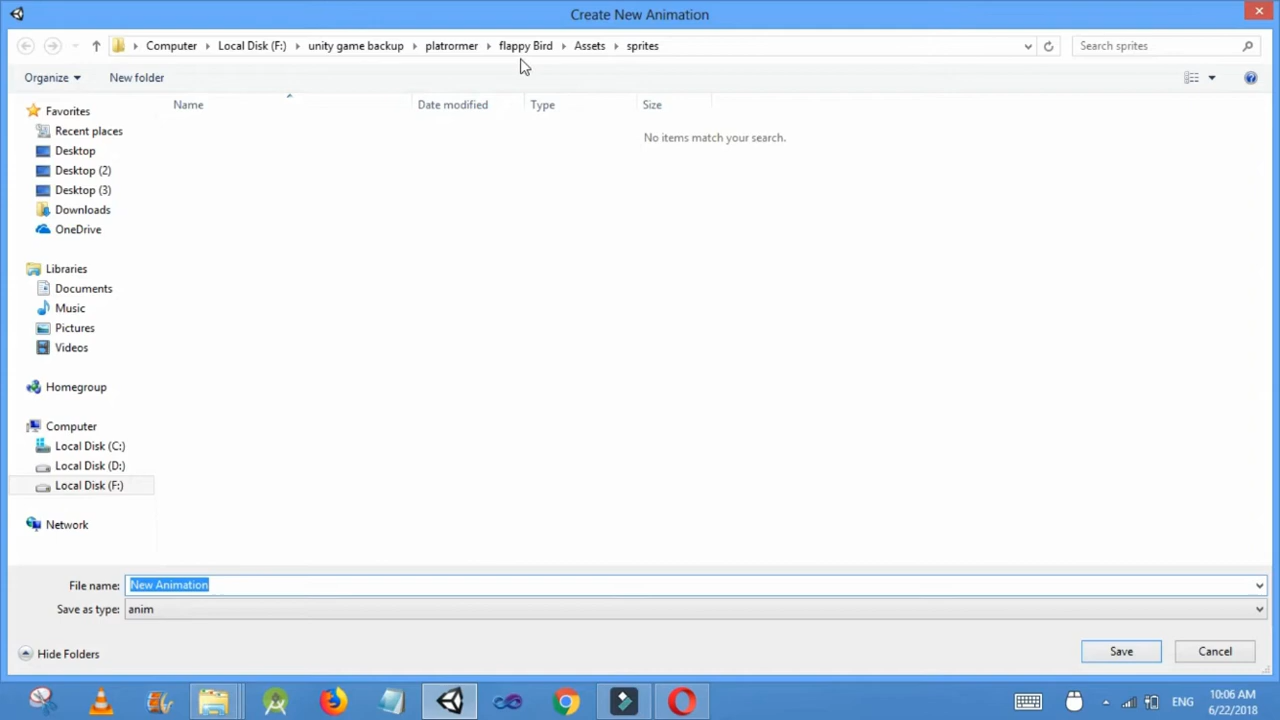 Create New Animation
Computer Local Disk (F:) unity game backup platrormer flappy Bird Assets sprites Search sprites
Organize New folder
Name Date modified Type Size
No items match your search.
Favorites
Recent places
Desktop
Desktop (2)
Desktop (3)
Downloads
OneDrive
Libraries
Documents
Music
Pictures
Videos
Homegroup
Computer
Local Disk (C:)
Local Disk (D:)
Local Disk (F:)
Network
File name: New Animation
Save as type: anim
Hide Folders Save Cancel
ENG 10:06 AM
6/22/2018